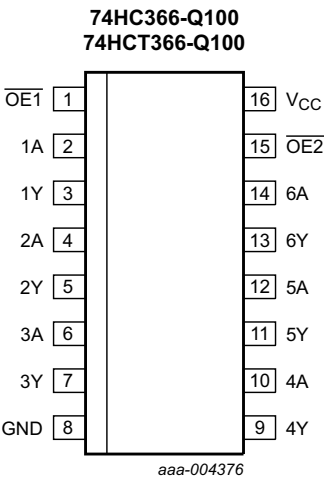 74HC366-Q100
74HCT366-Q100
OE1 1 16 VCC
1A 2 15 OE2
1Y 3 14 6A
2A 4 13 6Y
2Y 5 12 5A
3A 6 11 5Y
3Y 7 10 4A
GND 8 9 4Y
aaa-004376